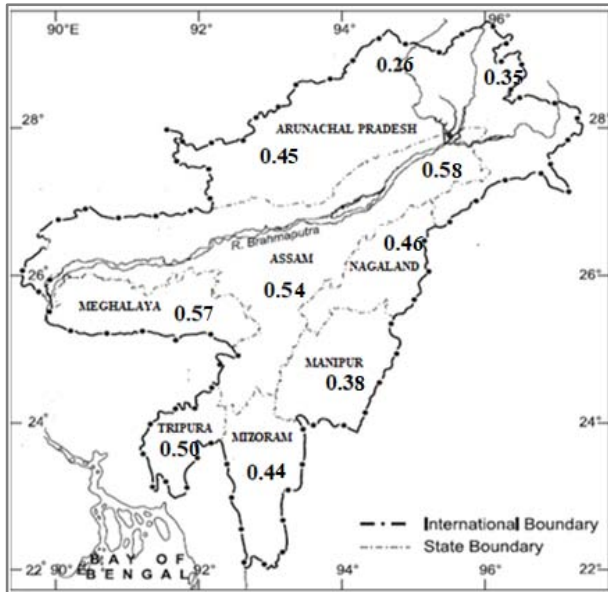 90°E 92° 94° 96°
0.26
0.35
28° 28°
ARUNACHAL PRADESH
0.45
0.58
R. Brahmaputra
0.46
ASSAM
NAGALAND
26° 26°
0.54
MEGHALAYA
0.57
MANIPUR
0.38
24° 24°
TRIPURA
MIZORAM
0.50
0.44
International Boundary
State Boundary
BAY OF
BENGAL
22° 90° 92° 94° 96° 22°